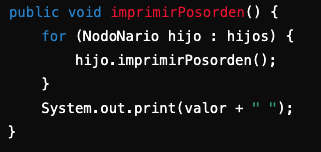 public void imprimirPosorden() {
    for (NodoNario hijo : hijos) {
        hijo.imprimirPosorden();
    }
    System.out.print(valor + " ");
}